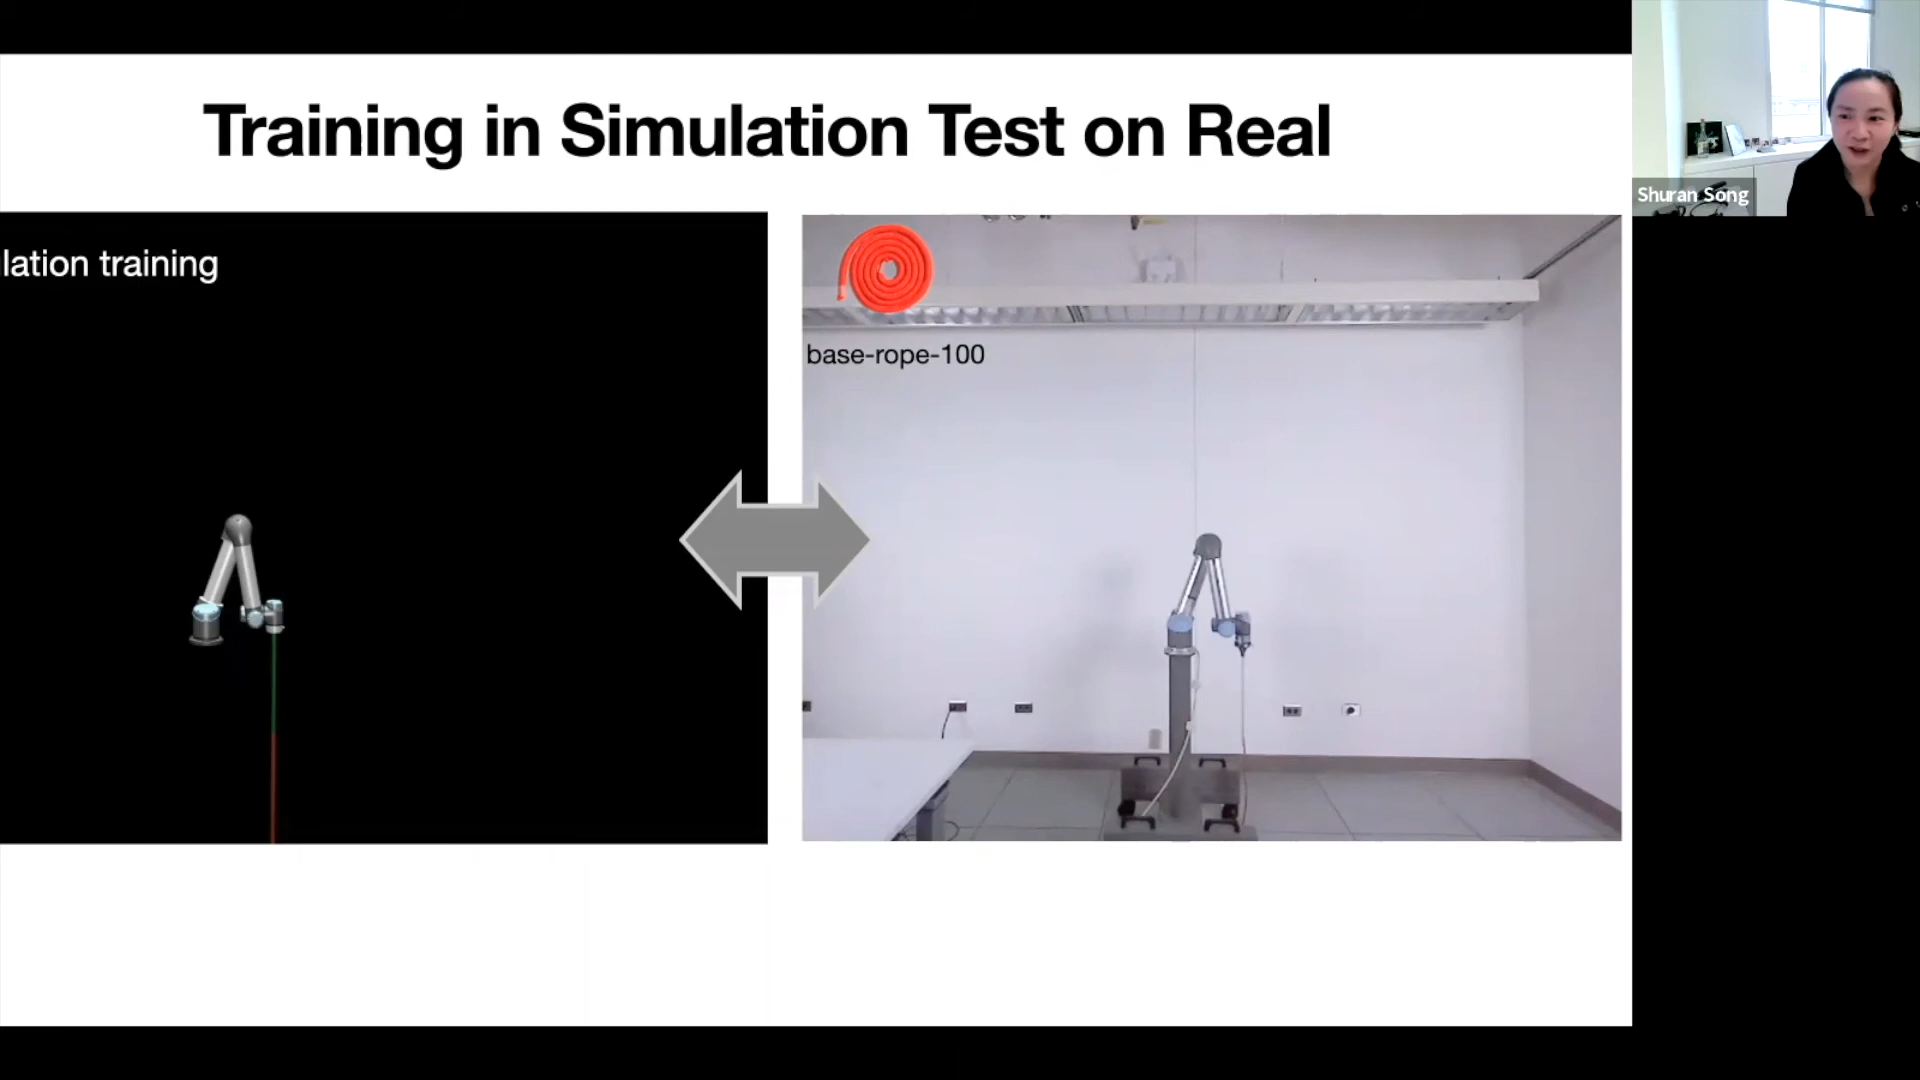 Training in Simulation Test on Real
lation training
base-rope-100
Shuran Song